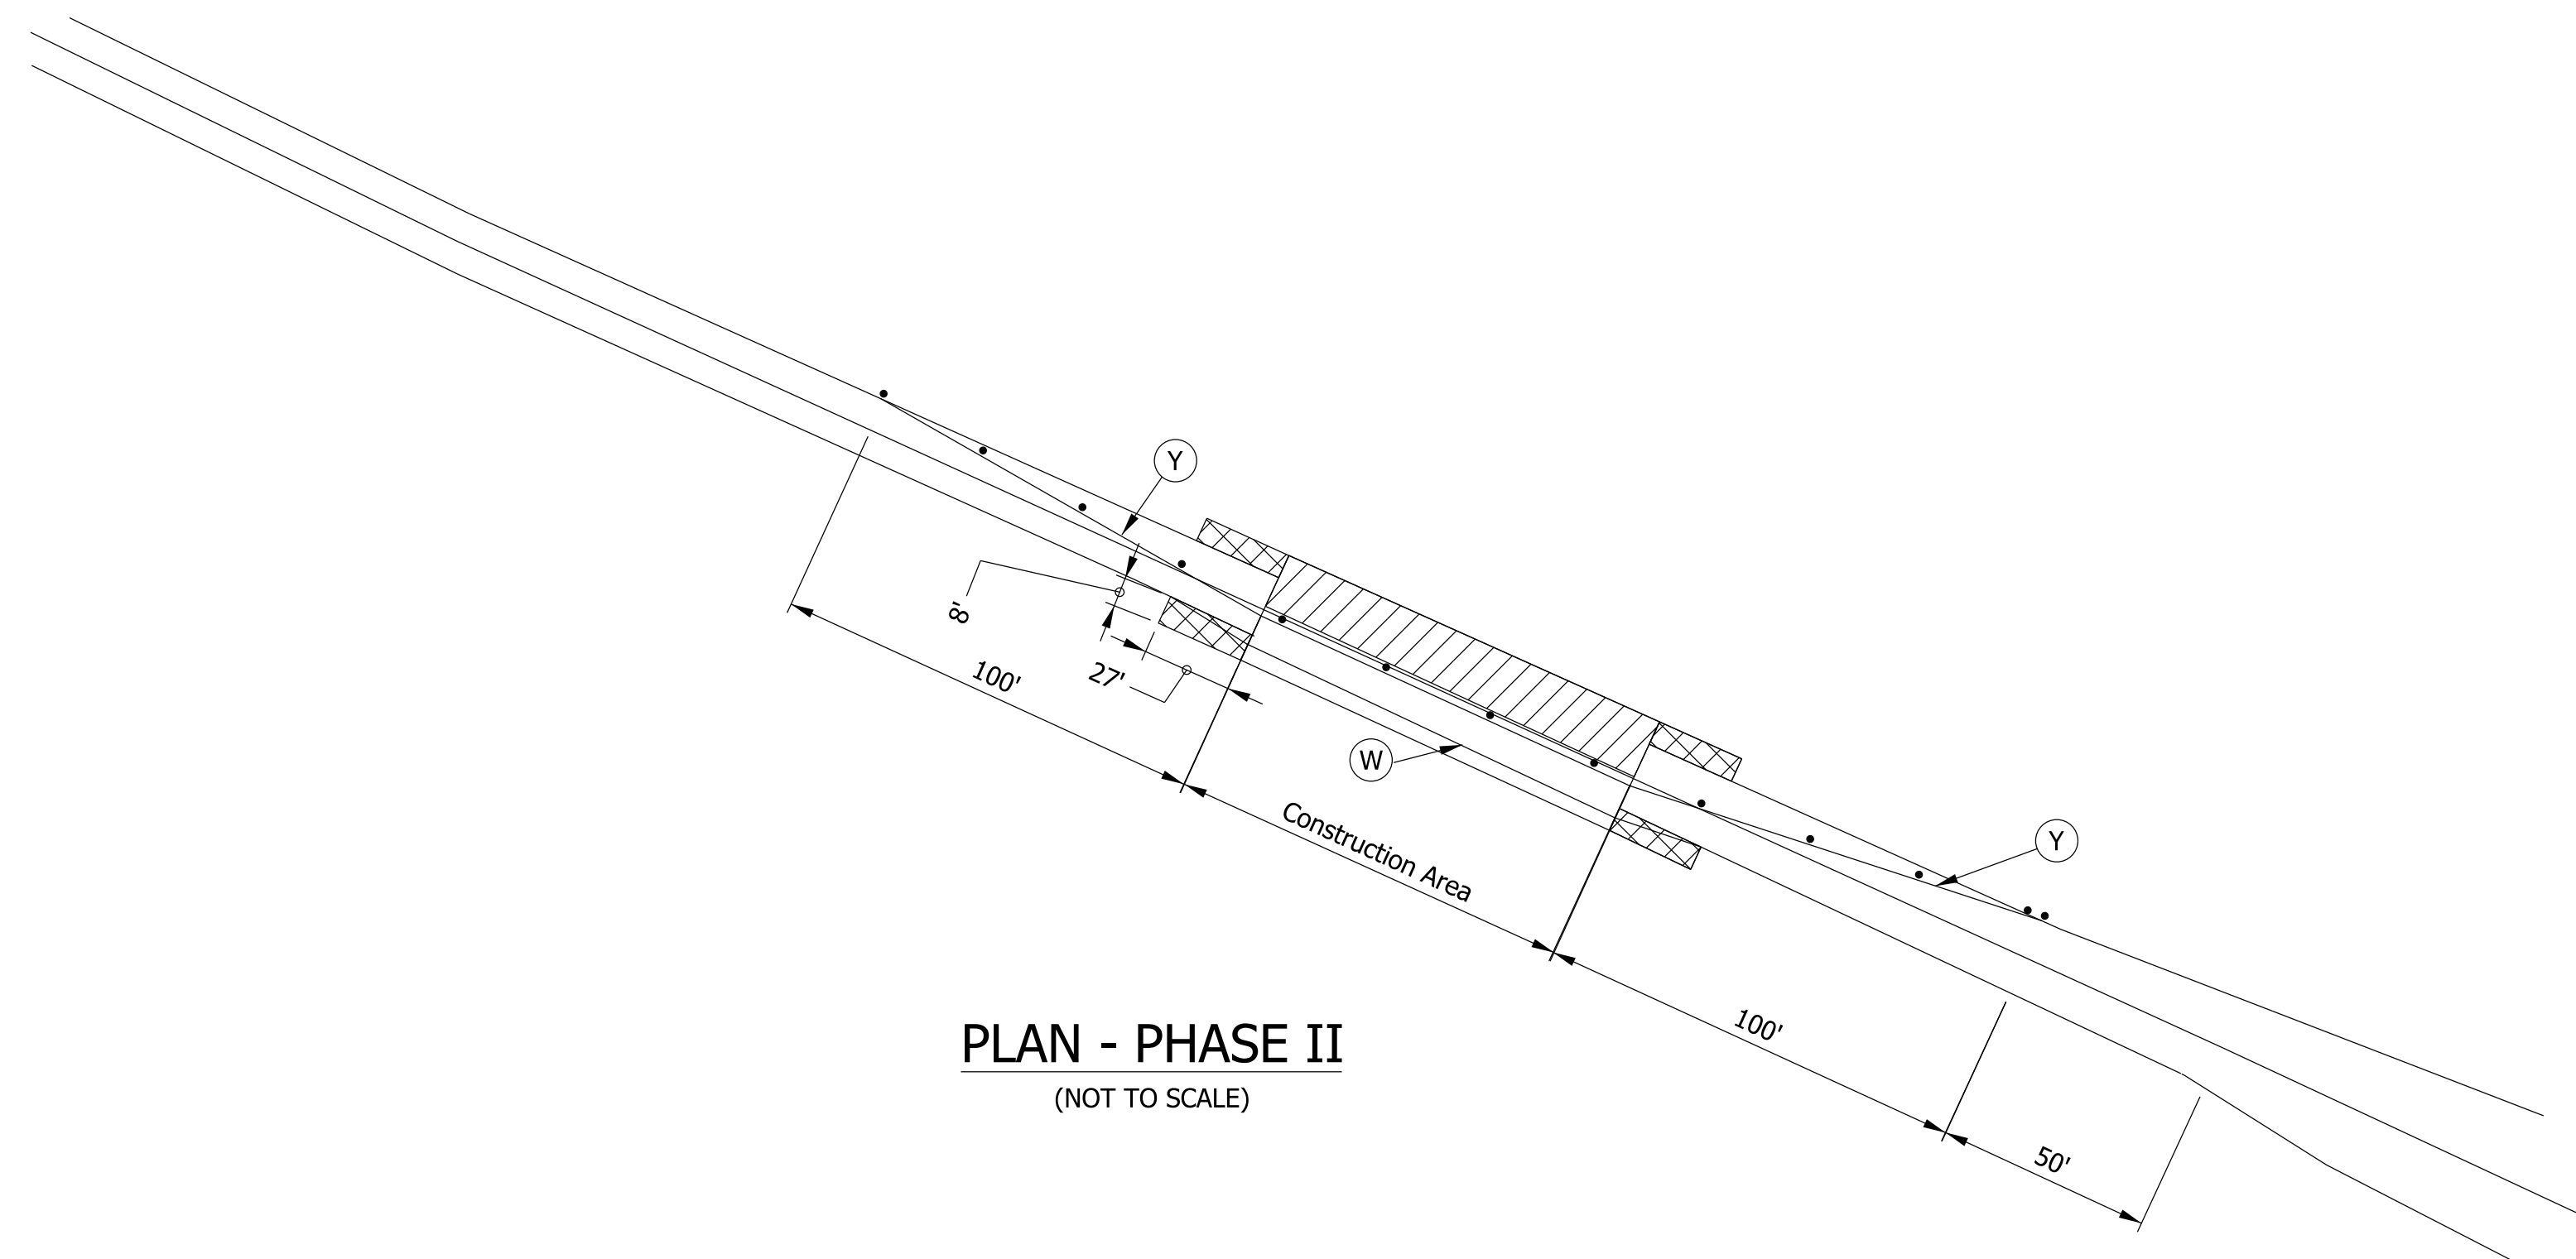 Y
8'
100'
27'
W
Construction Area
Y
100'
50'
PLAN - PHASE II
(NOT TO SCALE)